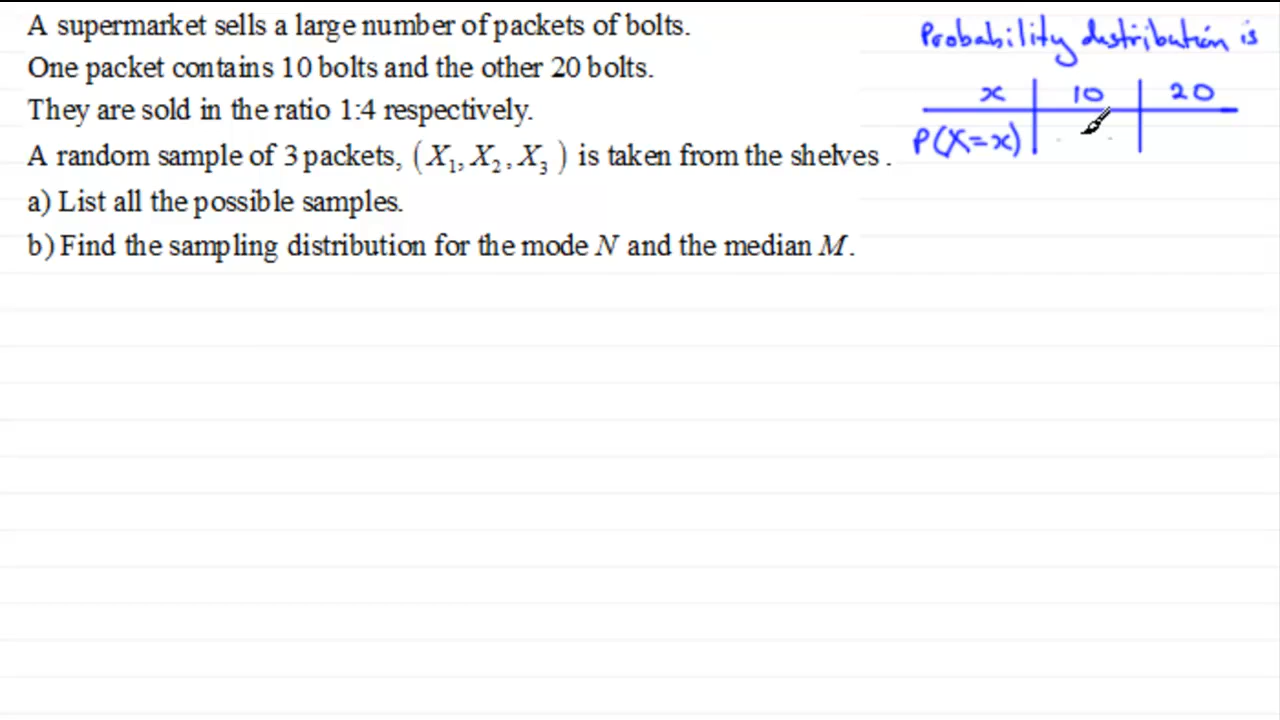 A supermarket sells a large number of packets of bolts.
One packet contains 10 bolts and the other 20 bolts.
They are sold in the ratio 1:4 respectively.
A random sample of 3 packets, (X₁, X₂, X₃) is taken from the shelves.
a) List all the possible samples.
b) Find the sampling distribution for the mode N and the median M.
Probability distribution is
x 10 20
P(X=x)